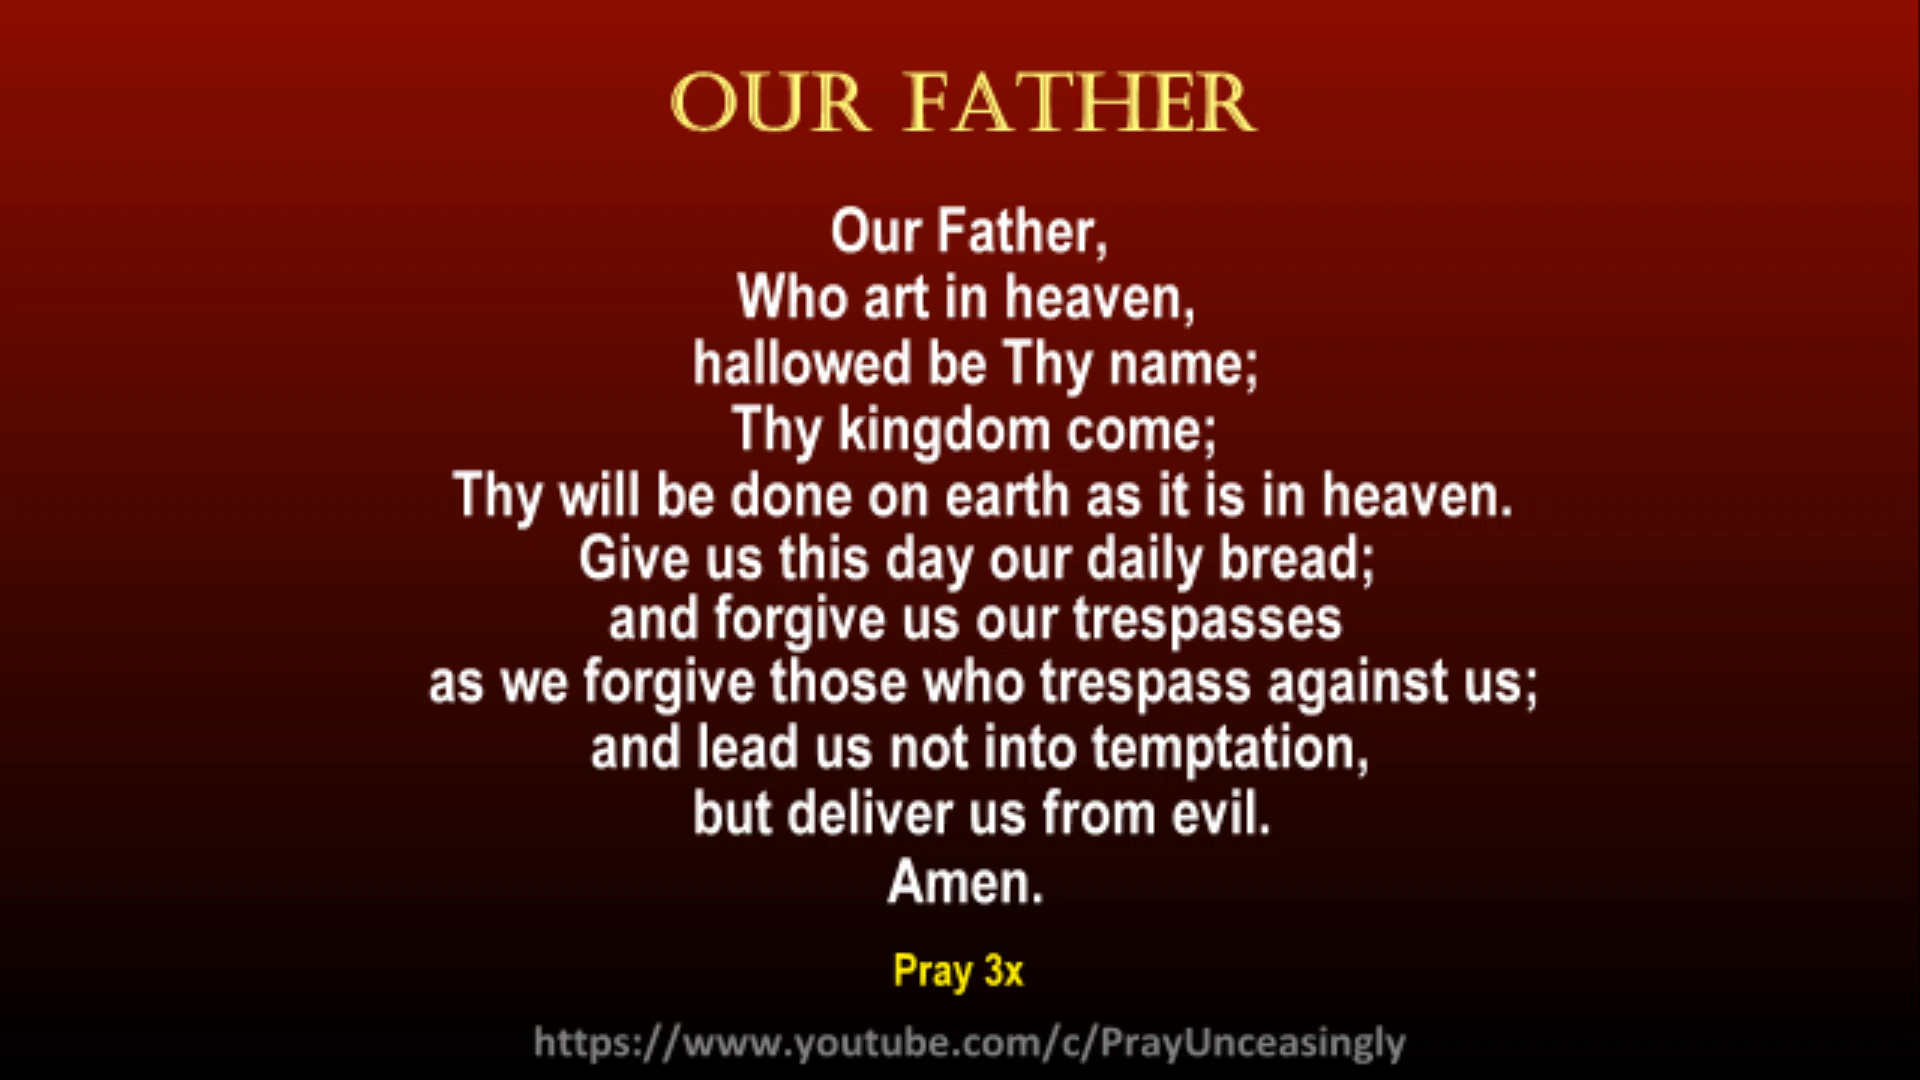 OUR FATHER
Our Father,
Who art in heaven,
hallowed be Thy name;
Thy kingdom come;
Thy will be done on earth as it is in heaven.
Give us this day our daily bread;
and forgive us our trespasses
as we forgive those who trespass against us;
and lead us not into temptation,
but deliver us from evil.
Amen.
Pray 3x
https://www.youtube.com/c/PrayUnceasingly